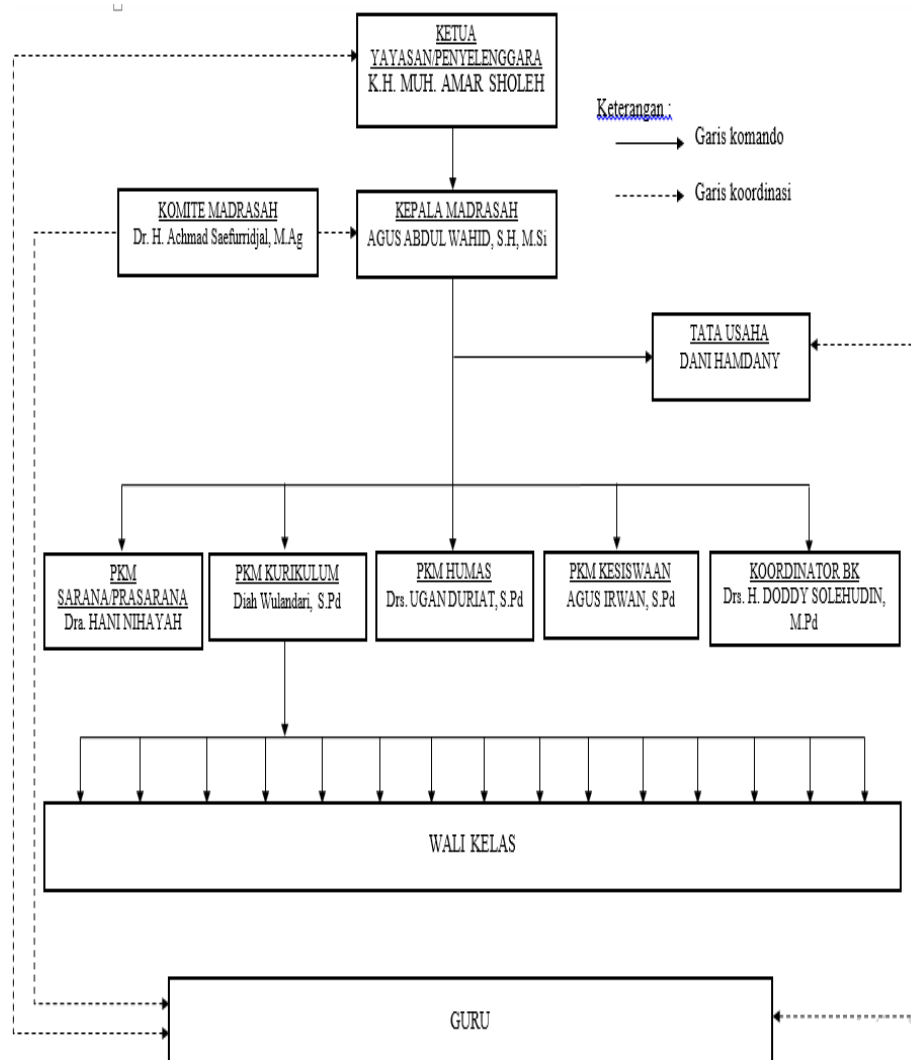 KETUA
YAYASAN/PENYELENGGARA
K.H. MUH. AMAR SHOLEH
Keterangan :
Garis komando
Garis koordinasi
KOMITE MADRASAH
Dr. H. Achmad Saefurridjal, M.Ag
KEPALA MADRASAH
AGUS ABDUL WAHID, S.H, M.Si
TATA USAHA
DANI HAMDANY
PKM
SARANA/PRASARANA
Dra. HANI NIHAYAH
PKM KURIKULUM
Diah Wulandari, S.Pd
PKM HUMAS
Drs. UGAN DURIAT, S.Pd
PKM KESISWAAN
AGUS IRWAN, S.Pd
KOORDINATOR BK
Drs. H. DODDY SOLEHUDIN,
M.Pd
WALI KELAS
GURU